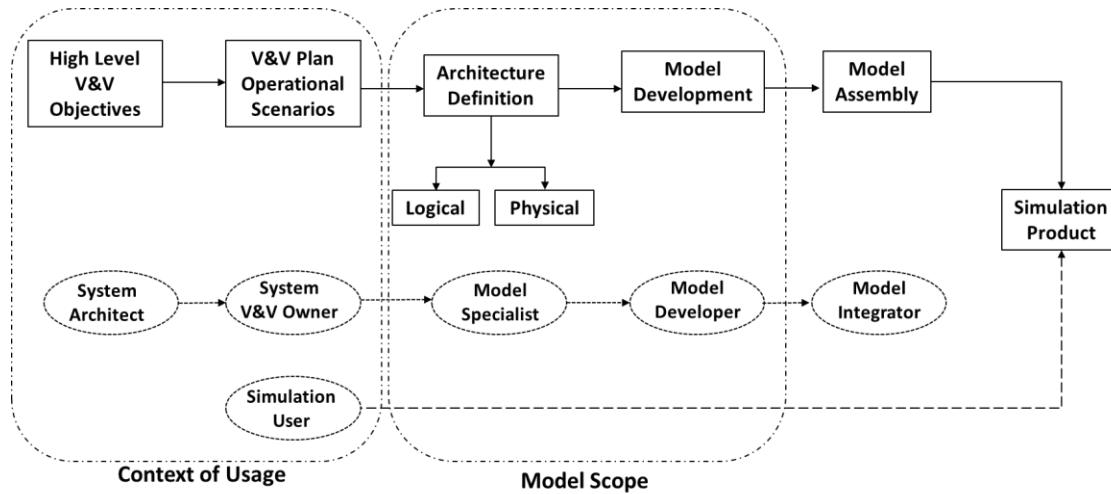 High Level
V&V
Objectives
V&V Plan
Operational
Scenarios
Architecture
Definition
Model
Development
Model
Assembly
Logical
Physical
Simulation
Product
System
Architect
System
V&V Owner
Model
Specialist
Model
Developer
Model
Integrator
Simulation
User
Context of Usage
Model Scope